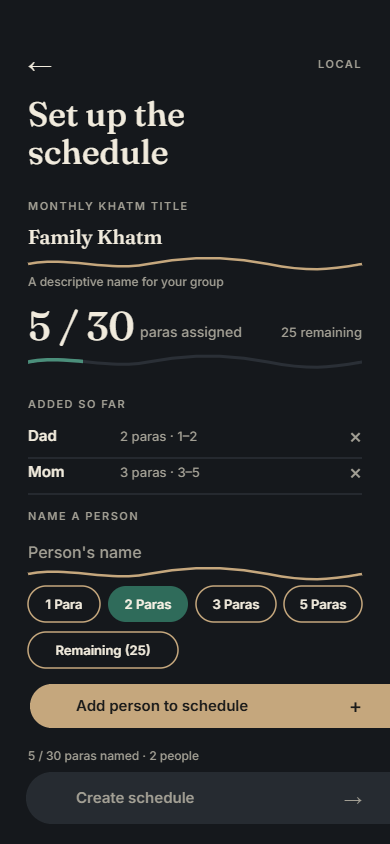 ←
LOCAL
Set up the
schedule
MONTHLY KHATM TITLE
Family Khatm
A descriptive name for your group
5 / 30 paras assigned
25 remaining
ADDED SO FAR
Dad 2 paras · 1–2 ×
Mom 3 paras · 3–5 ×
NAME A PERSON
Person's name
1 Para 2 Paras 3 Paras 5 Paras
Remaining (25)
Add person to schedule +
5 / 30 paras named · 2 people
Create schedule →